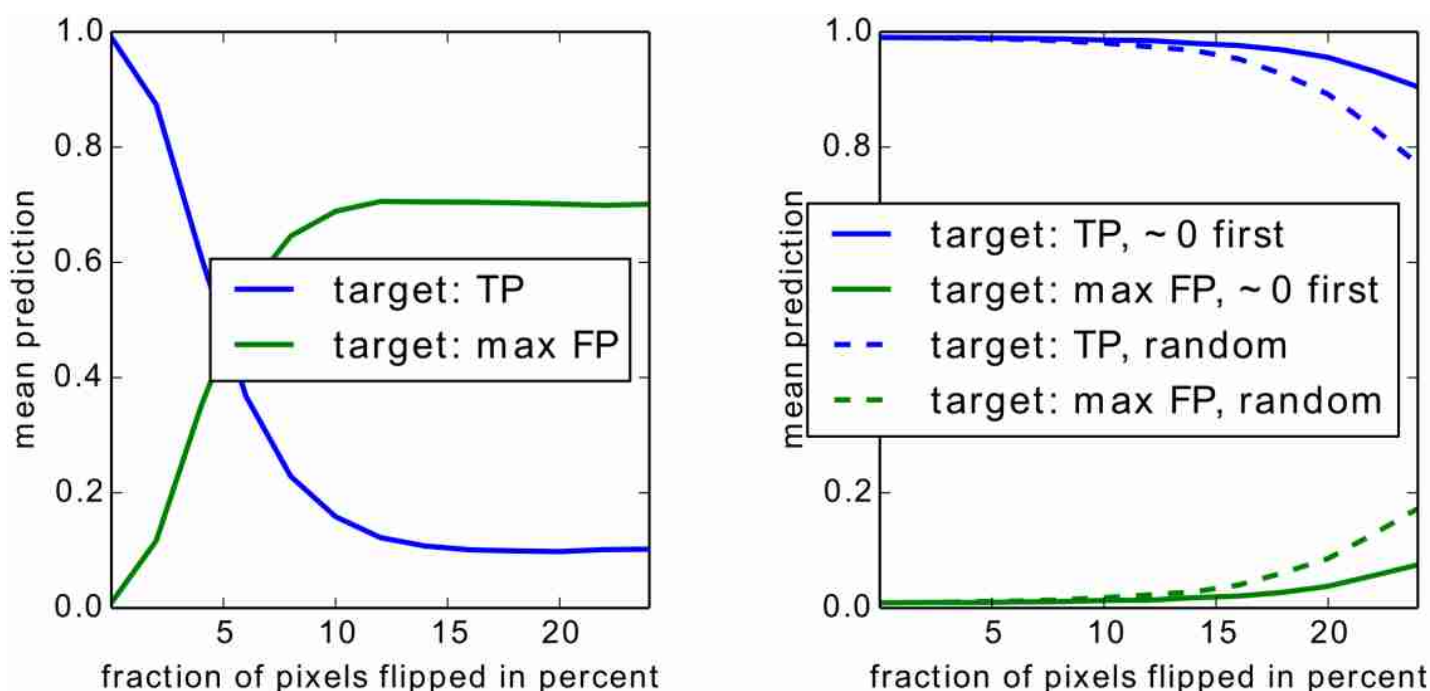 1.0
0.8
0.6
0.4
0.2
0.0
mean prediction
target: TP
target: max FP
5
10
15
20
fraction of pixels flipped in percent
1.0
0.8
0.2
0.0
mean prediction
target: TP, ~0 first
target: max FP, ~0 first
target: TP, random
target: max FP, random
5
10
15
20
fraction of pixels flipped in percent